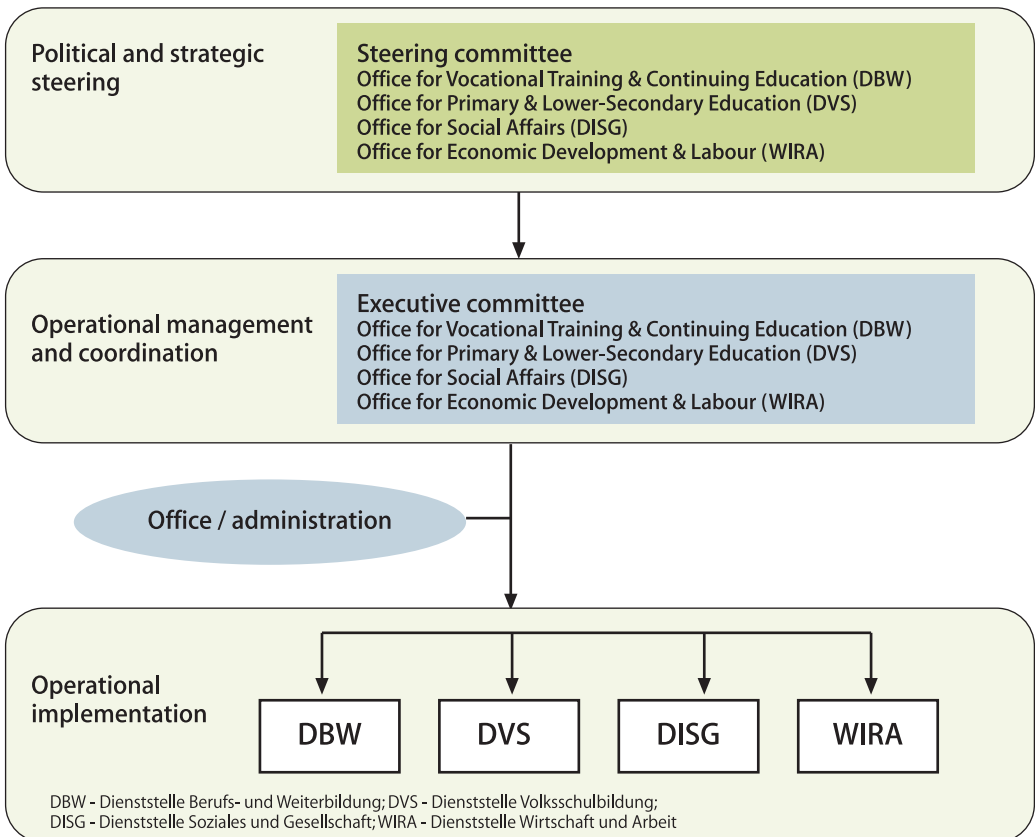 Political and strategic
steering
Steering committee
Office for Vocational Training & Continuing Education (DBW)
Office for Primary & Lower-Secondary Education (DVS)
Office for Social Affairs (DISG)
Office for Economic Development & Labour (WIRA)
Operational management
and coordination
Executive committee
Office for Vocational Training & Continuing Education (DBW)
Office for Primary & Lower-Secondary Education (DVS)
Office for Social Affairs (DISG)
Office for Economic Development & Labour (WIRA)
Office / administration
Operational
implementation
DBW
DVS
DISG
WIRA
DBW - Dienststelle Berufs- und Weiterbildung; DVS - Dienststelle Volksschulbildung;
DISG - Dienststelle Soziales und Gesellschaft; WIRA - Dienststelle Wirtschaft und Arbeit